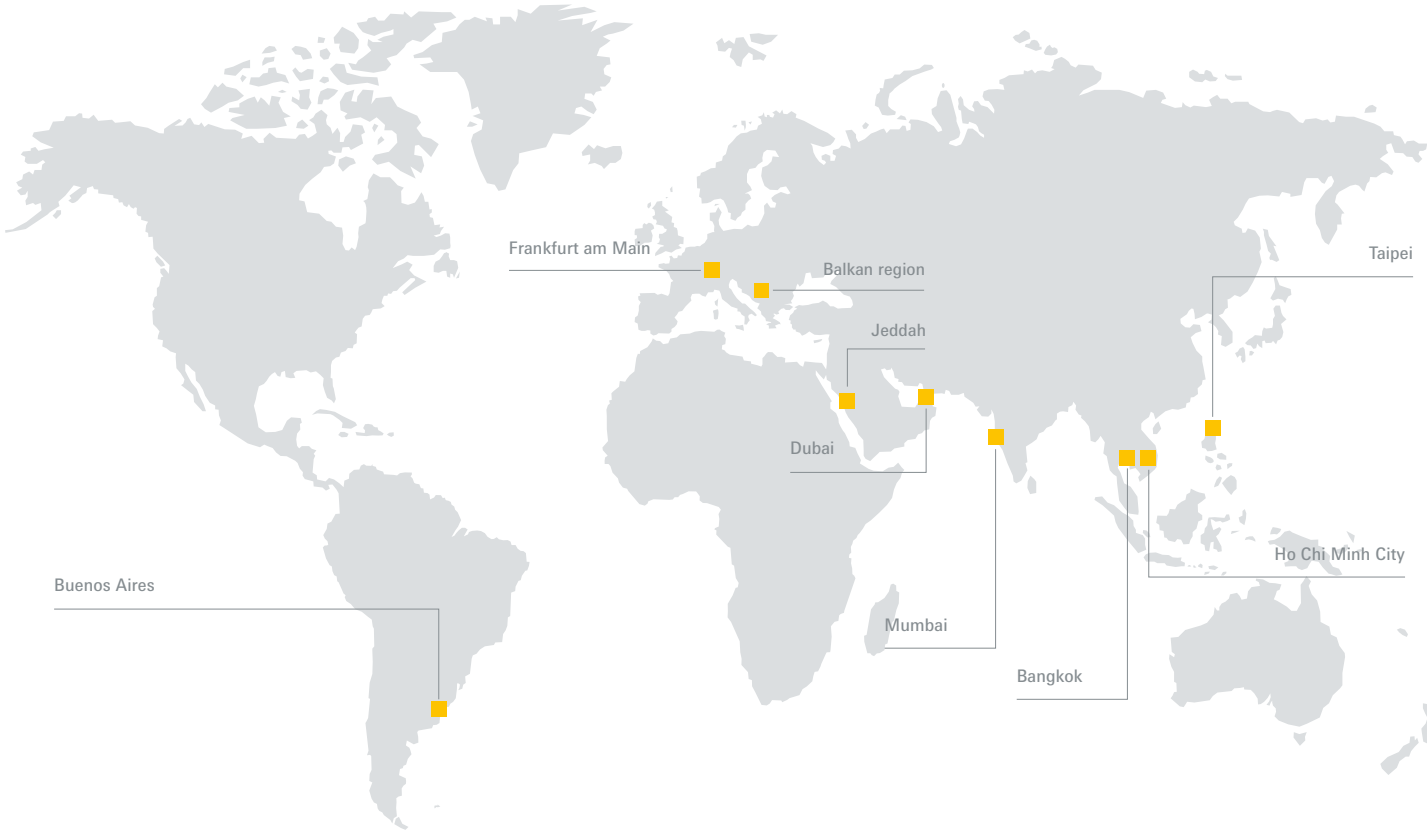 Frankfurt am Main
Taipei
Balkan region
Jeddah
Dubai
Ho Chi Minh City
Buenos Aires
Mumbai
Bangkok